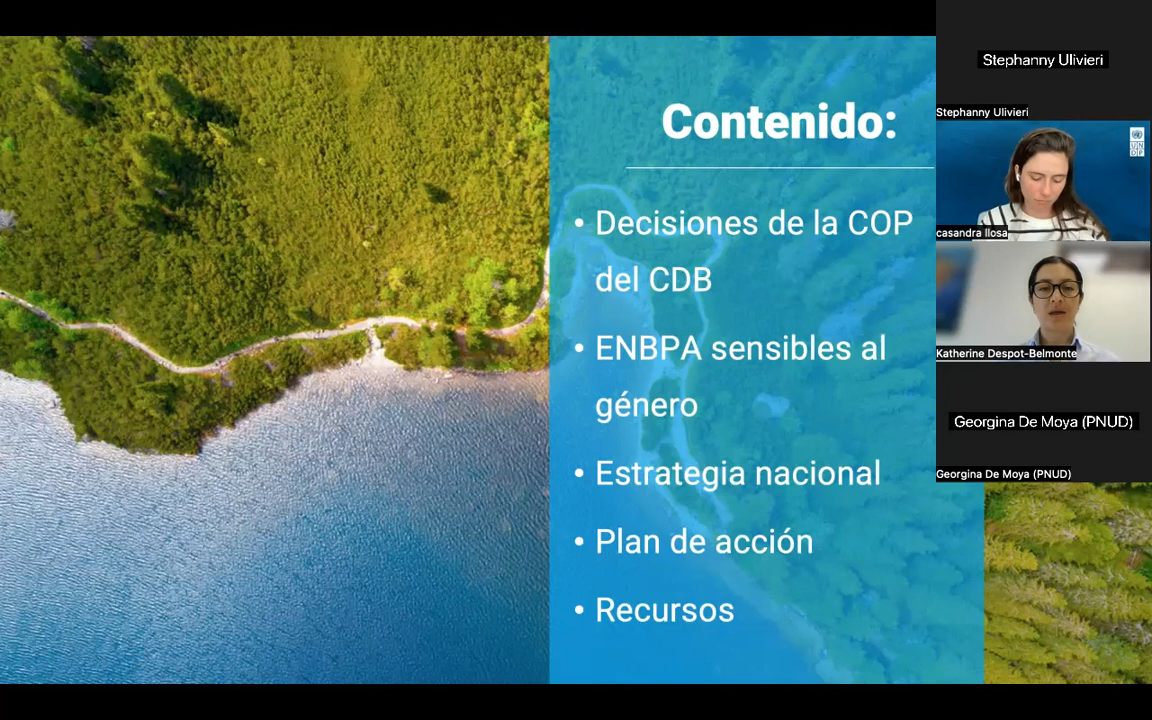 Contenido:
• Decisiones de la COP
del CDB
• ENBPA sensibles al
género
• Estrategia nacional
• Plan de acción
• Recursos
Stephanny Ulivieri
Stephanny Ulivieri
U N
D P
casandra llosa
Katherine Despot-Belmonte
Georgina De Moya (PNUD)
Georgina De Moya (PNUD)